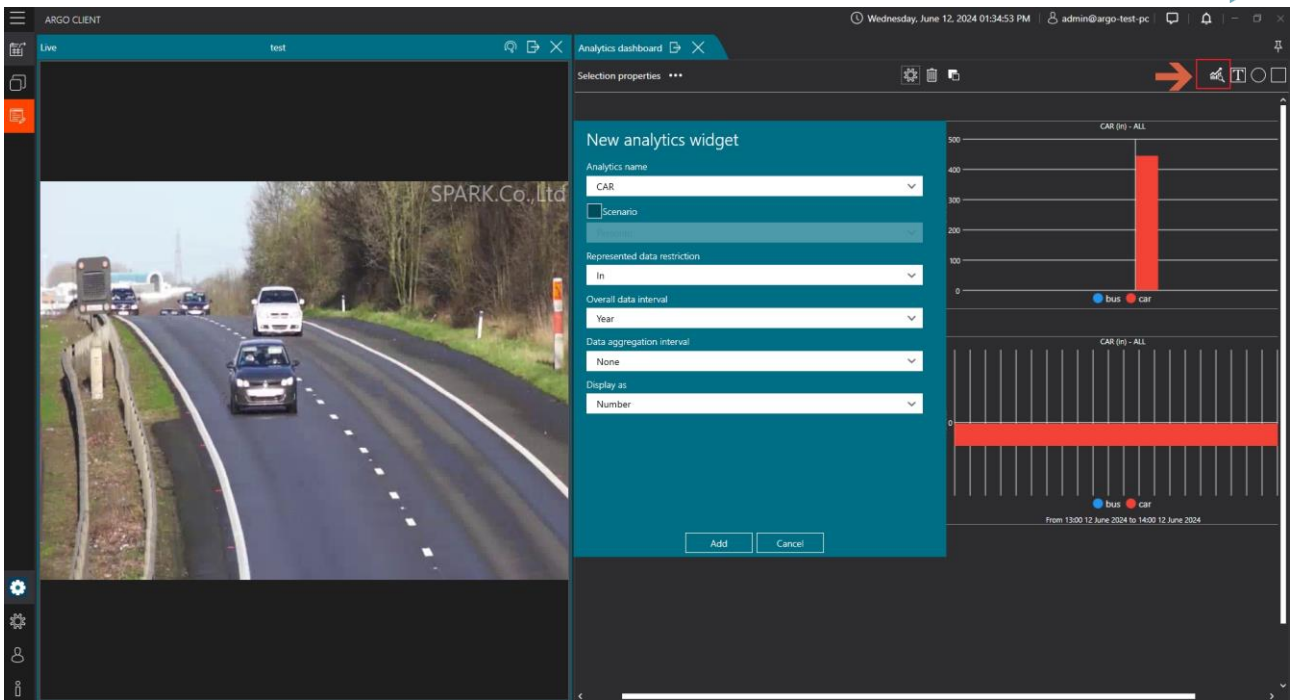 ARGO CLIENT
Wednesday, June 12, 2024 01:34:53 PM
admin@argo-test-pc
Live
test
Analytics dashboard
Selection properties •••
T
SPARK.Co.,Ltd
New analytics widget
Analytics name
CAR
Scenario
Represented data restriction
In
Overall data interval
Year
Data aggregation interval
None
Display as
Number
Add
Cancel
CAR (in) - ALL
500
400
300
200
100
0
bus
car
CAR (in) - ALL
0
bus
car
From 13:00 12 June 2024 to 14:00 12 June 2024